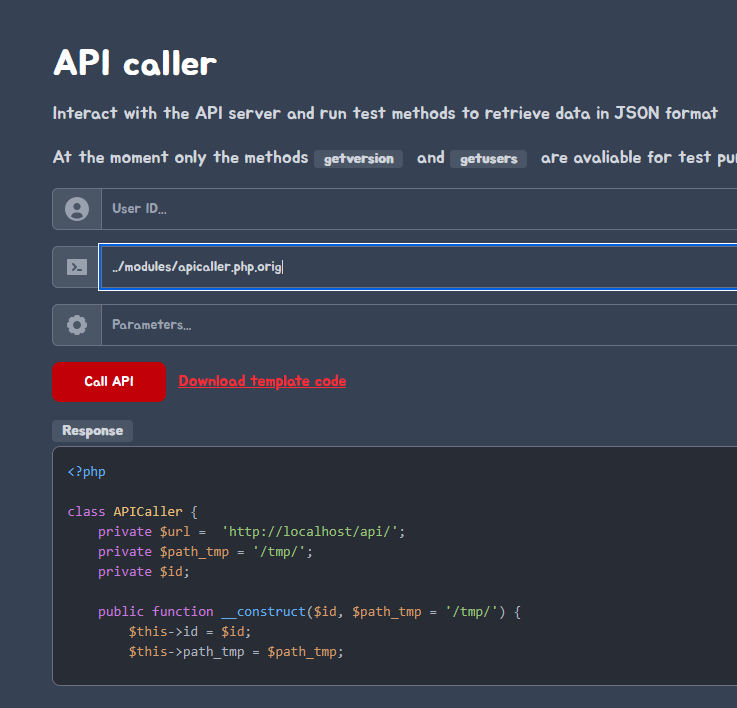 API caller
Interact with the API server and run test methods to retrieve data in JSON format
At the moment only the methods getversion and getusers are avaliable for test
User ID...
../modules/apicaller.php.orig
Parameters...
Call API Download template code
Response
<?php
class APICaller {
    private $url =  'http://localhost/api/';
    private $path_tmp = '/tmp/';
    private $id;
    public function __construct($id, $path_tmp = '/tmp/') {
        $this->id = $id;
        $this->path_tmp = $path_tmp;